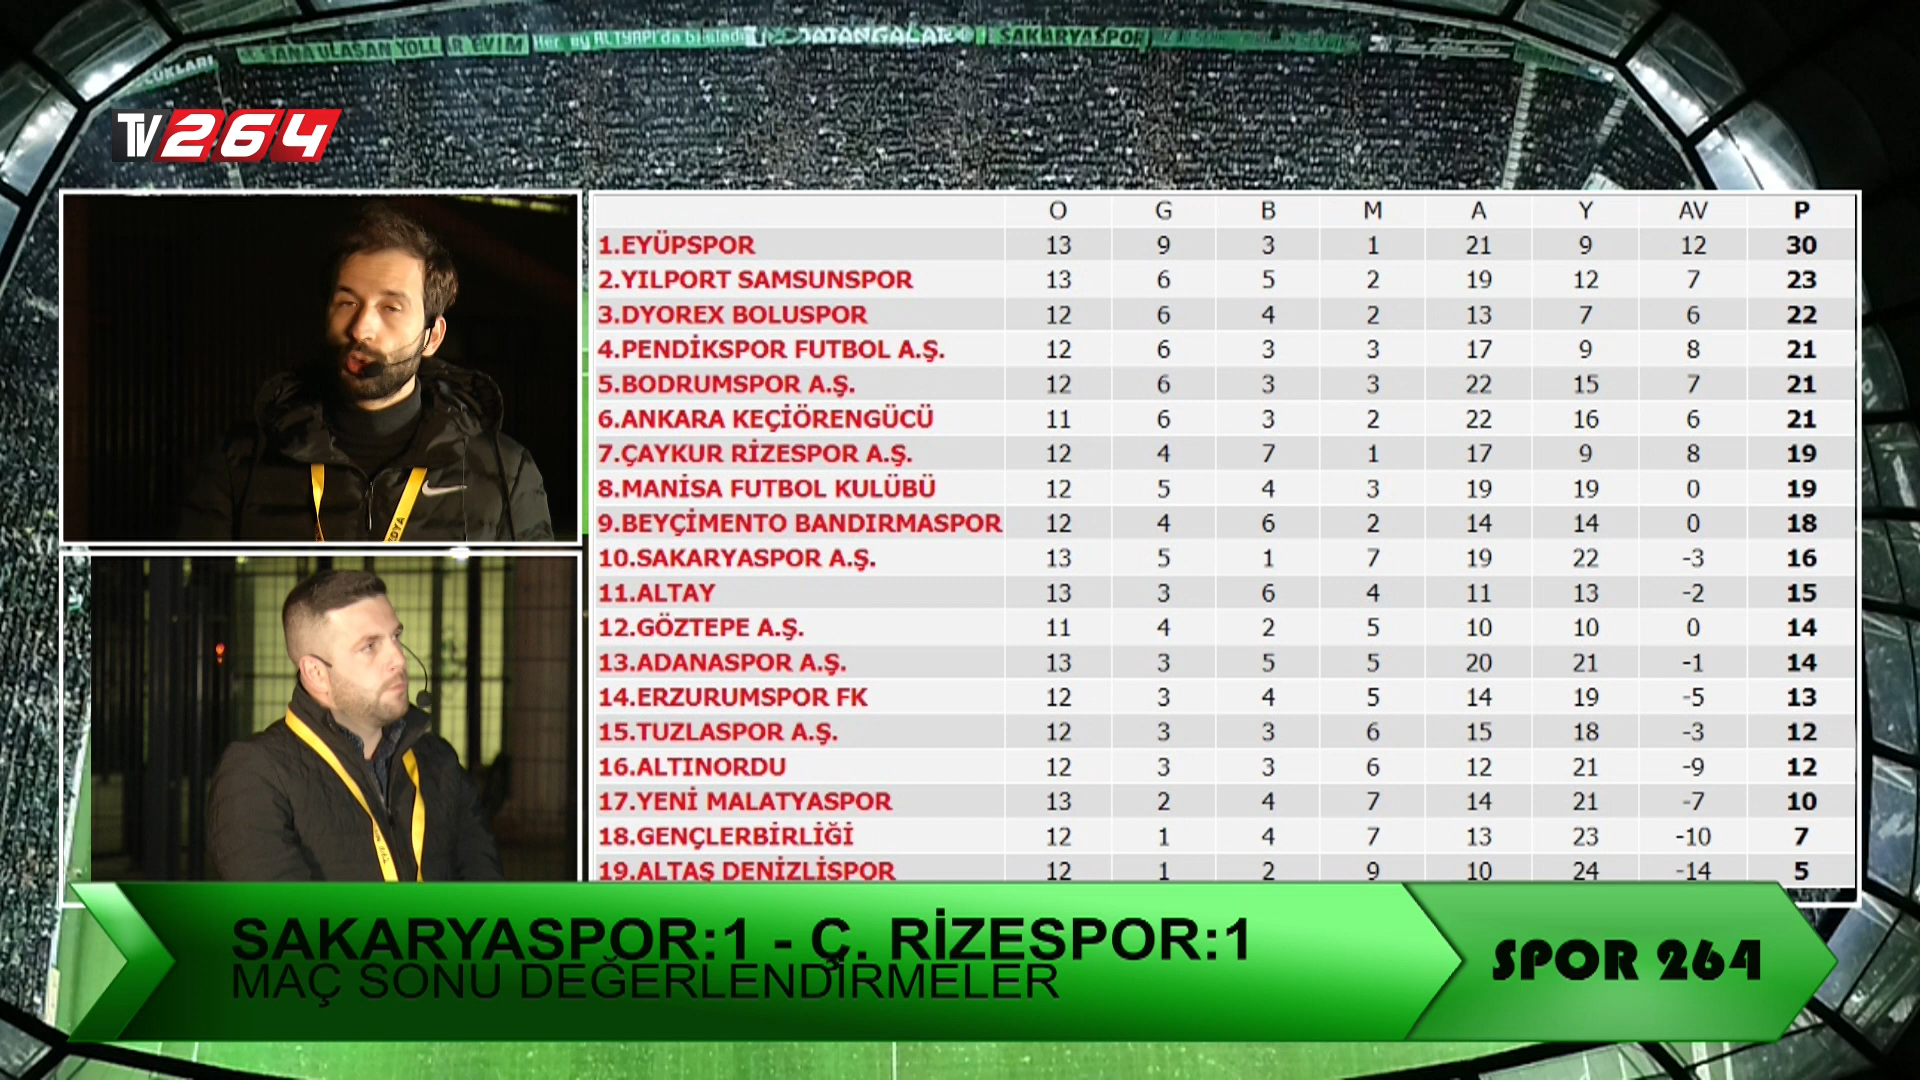 SANA ULAŞAN YOLL
R EVİM
TATANGALAR
SAKARYASPOR
TV264
O G B M A Y AV P
1.EYÜPSPOR 13 9 3 1 21 9 12 30
2.YILPORT SAMSUNSPOR 13 6 5 2 19 12 7 23
3.DYOREX BOLUSPOR 12 6 4 2 13 7 6 22
4.PENDİKSPOR FUTBOL A.Ş. 12 6 3 3 17 9 8 21
5.BODRUMSPOR A.Ş. 12 6 3 3 22 15 7 21
6.ANKARA KEÇİÖRENGÜCÜ 11 6 3 2 22 16 6 21
7.ÇAYKUR RİZESPOR A.Ş. 12 4 7 1 17 9 8 19
8.MANİSA FUTBOL KULÜBÜ 12 5 4 3 19 19 0 19
9.BEYÇİMENTO BANDIRMASPOR 12 4 6 2 14 14 0 18
10.SAKARYASPOR A.Ş. 13 5 1 7 19 22 -3 16
11.ALTAY 13 3 6 4 11 13 -2 15
12.GÖZTEPE A.Ş. 11 4 2 5 10 10 0 14
13.ADANASPOR A.Ş. 13 3 5 5 20 21 -1 14
14.ERZURUMSPOR FK 12 3 4 5 14 19 -5 13
15.TUZLASPOR A.Ş. 12 3 3 6 15 18 -3 12
16.ALTINORDU 12 3 3 6 12 21 -9 12
17.YENİ MALATYASPOR 13 2 4 7 14 21 -7 10
18.GENÇLERBİRLİĞİ 12 1 4 7 13 23 -10 7
19.ALTAŞ DENİZLİSPOR 12 1 2 9 10 24 -14 5
SAKARYASPOR:1 - Ç. RİZESPOR:1
MAÇ SONU DEĞERLENDİRMELER
SPOR 264